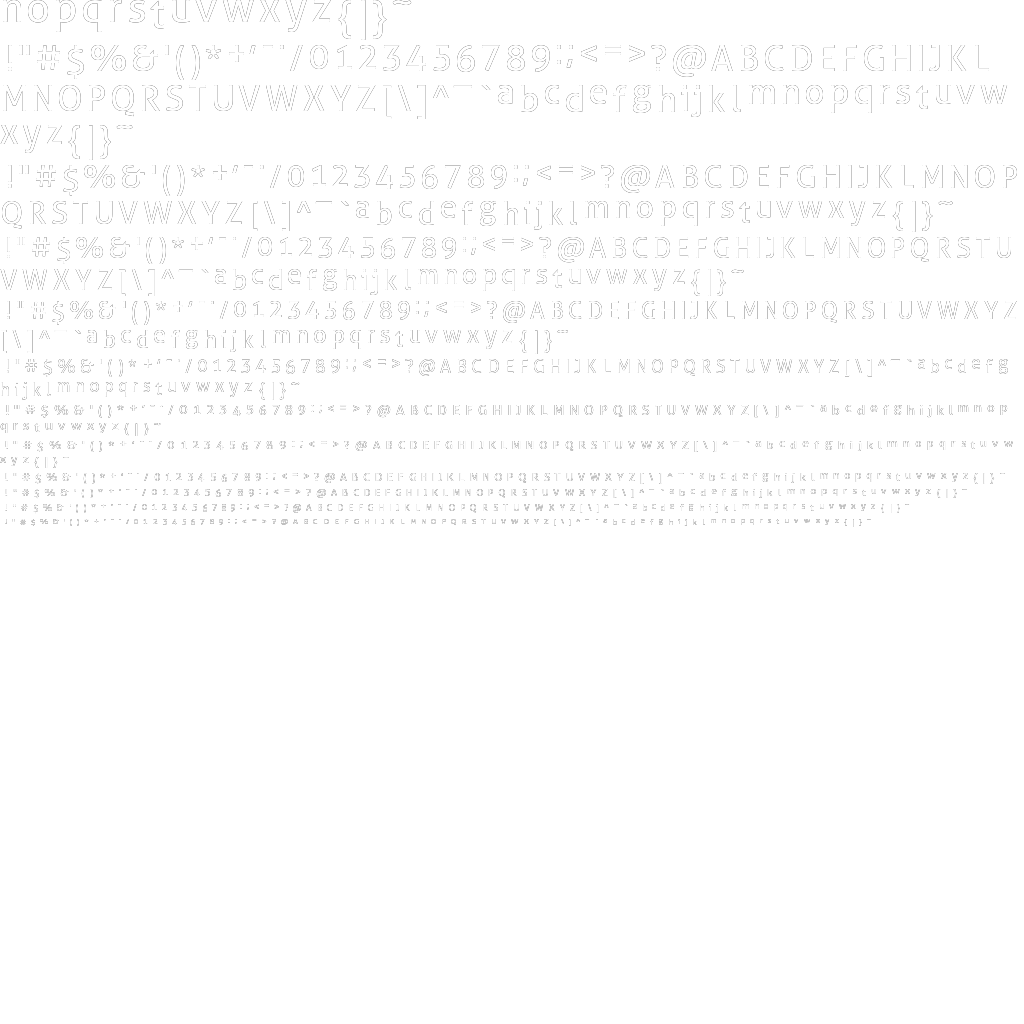 nopqrstuvwxyz{|}~
!"#$%&'()*+,-./0123456789:;<=>?@ABCDEFGHIJKL
MNOPQRSTUVWXYZ[\]^_`abcdefghijklmnopqrstuvw
xyz{|}~
!"#$%&'()*+,-./0123456789:;<=>?@ABCDEFGHIJKLMNOP
QRSTUVWXYZ[\]^_`abcdefghijklmnopqrstuvwxyz{|}~
!"#$%&'()*+,-./0123456789:;<=>?@ABCDEFGHIJKLMNOPQRSTU
VWXYZ[\]^_`abcdefghijklmnopqrstuvwxyz{|}~
!"#$%&'()*+,-./0123456789:;<=>?@ABCDEFGHIJKLMNOPQRSTUVWXYZ
[\]^_`abcdefghijklmnopqrstuvwxyz{|}~
!"#$%&'()*+,-./0123456789:;<=>?@ABCDEFGHIJKLMNOPQRSTUVWXYZ[\]^_`abcdefg
hijklmnopqrstuvwxyz{|}~
!"#$%&'()*+,-./0123456789:;<=>?@ABCDEFGHIJKLMNOPQRSTUVWXYZ[\]^_`abcdefghijklmnop
qrstuvwxyz{|}~
!"#$%&'()*+,-./0123456789:;<=>?@ABCDEFGHIJKLMNOPQRSTUVWXYZ[\]^_`abcdefghijklmnopqrstuvw
xyz{|}~
!"#$%&'()*+,-./0123456789:;<=>?@ABCDEFGHIJKLMNOPQRSTUVWXYZ[\]^_`abcdefghijklmnopqrstuvwxyz{|}~
!"#$%&'()*+,-./0123456789:;<=>?@ABCDEFGHIJKLMNOPQRSTUVWXYZ[\]^_`abcdefghijklmnopqrstuvwxyz{|}~
!"#$%&'()*+,-./0123456789:;<=>?@ABCDEFGHIJKLMNOPQRSTUVWXYZ[\]^_`abcdefghijklmnopqrstuvwxyz{|}~
!"#$%&'()*+,-./0123456789:;<=>?@ABCDEFGHIJKLMNOPQRSTUVWXYZ[\]^_`abcdefghijklmnopqrstuvwxyz{|}~